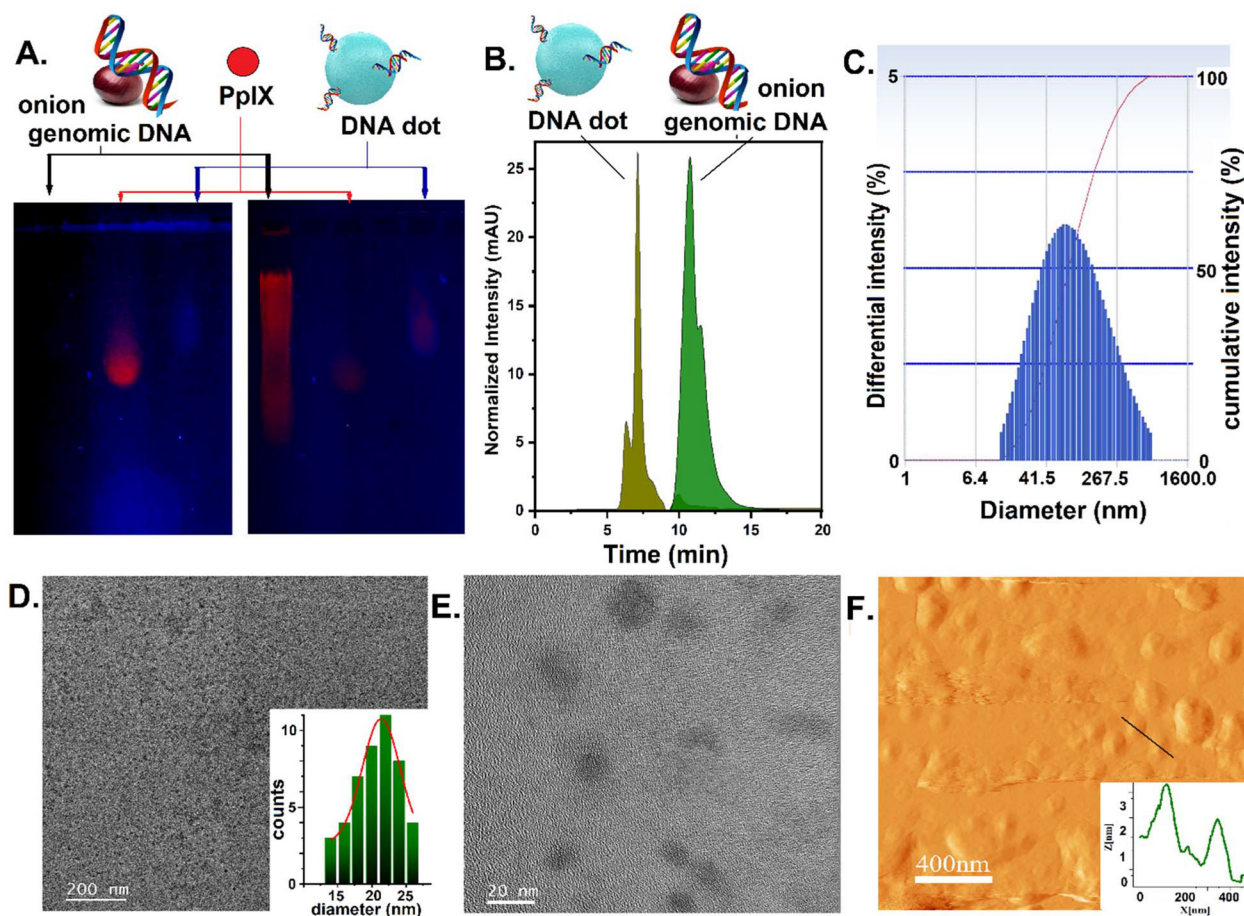 A.
onion
genomic DNA
PpIX
DNA dot
B.
DNA dot
onion
genomic DNA
Normalized Intensity (mAU)
25
20
15
10
5
0
0 5 10 15 20
Time (min)
C.
Differential intensity (%)
5
0
cumulative intensity (%)
100
50
0
1 6.4 41.5 267.5 1600.0
Diameter (nm)
D.
200 nm
counts
10
5
0
15 20 25
diameter (nm)
E.
20 nm
F.
400nm
Z[nm]
3
2
1
0
0 200 400
X[nm]